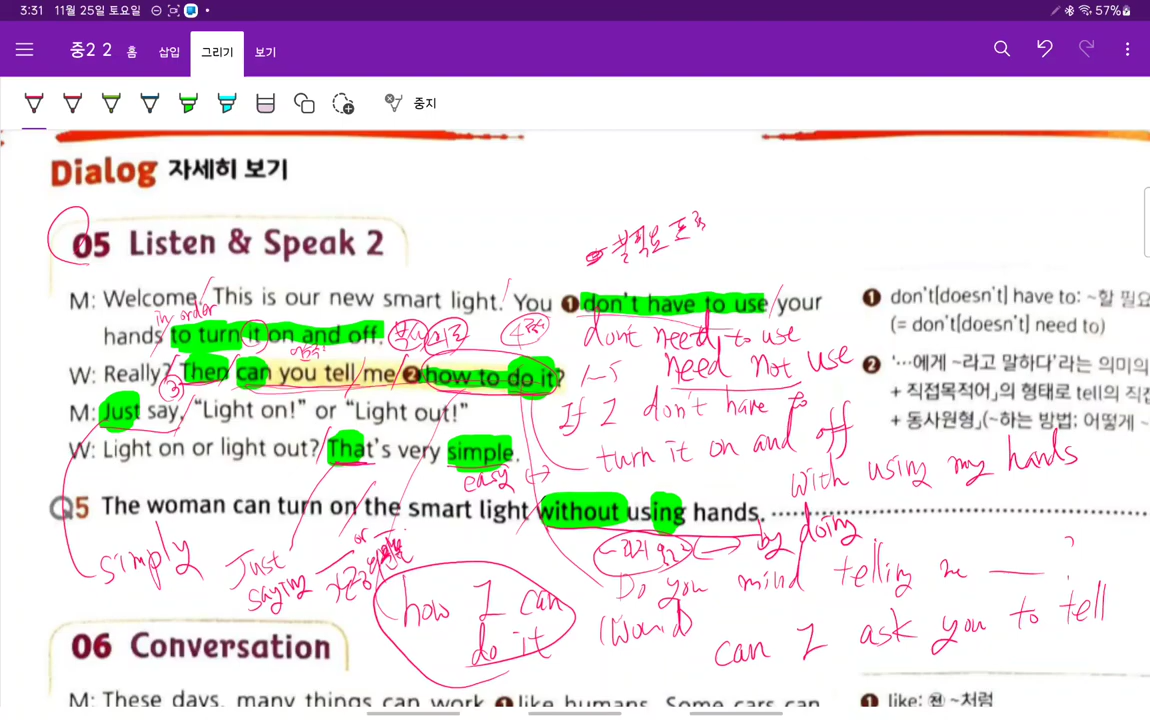 3:31 11월 25일 토요일 57%
중2 2 홈 삽입 그리기 보기
중지
Dialog 자세히 보기
05 Listen & Speak 2
불필요
M: Welcome. This is our new smart light. You ❶don't have to use your
in order
hands to turn it on and off.
dont need to use
W: Really? Then can you tell me ❷how to do it?
need not use
M: Just say, "Light on!" or "Light out!"
If I don't have to
turn it on and off
W: Light on or light out? That's very simple.
easy
with using my hands
Q5 The woman can turn on the smart light without using hands.
by doing
simply
Just
saying
or
how I can
do it
Do you mind telling me ?
(Would)
can I ask you to tell
❶ don't[doesn't] have to: ~할 필요
(= don't[doesn't] need to)
❷ '…에게 ~라고 말하다'라는 의미의
+ 직접목적어」의 형태로 tell의 직접
+ 동사원형」(~하는 방법; 어떻게 ~
06 Conversation
M: These days, many things can work ❶like humans. Some cars can
❶ like: 전 ~처럼